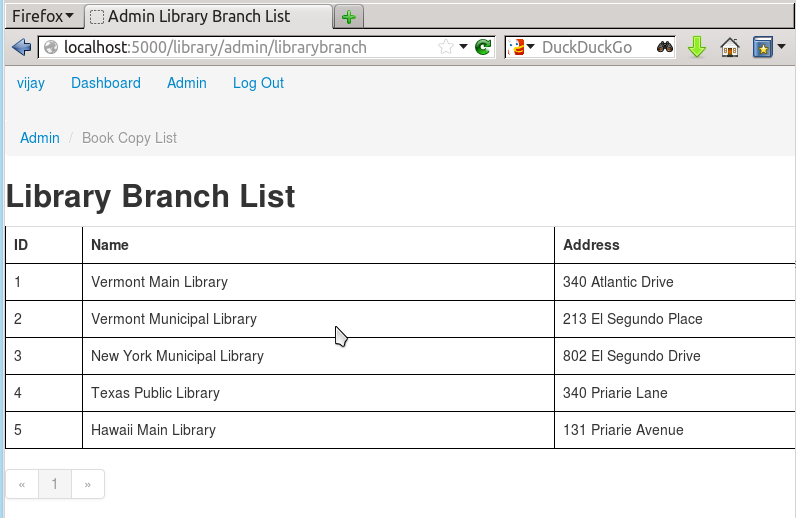 Firefox Admin Library Branch List
localhost:5000/library/admin/librarybranch DuckDuckGo
vijay Dashboard Admin Log Out
Admin / Book Copy List
Library Branch List
ID Name Address
1 Vermont Main Library 340 Atlantic Drive
2 Vermont Municipal Library 213 El Segundo Place
3 New York Municipal Library 802 El Segundo Drive
4 Texas Public Library 340 Priarie Lane
5 Hawaii Main Library 131 Priarie Avenue
« 1 »